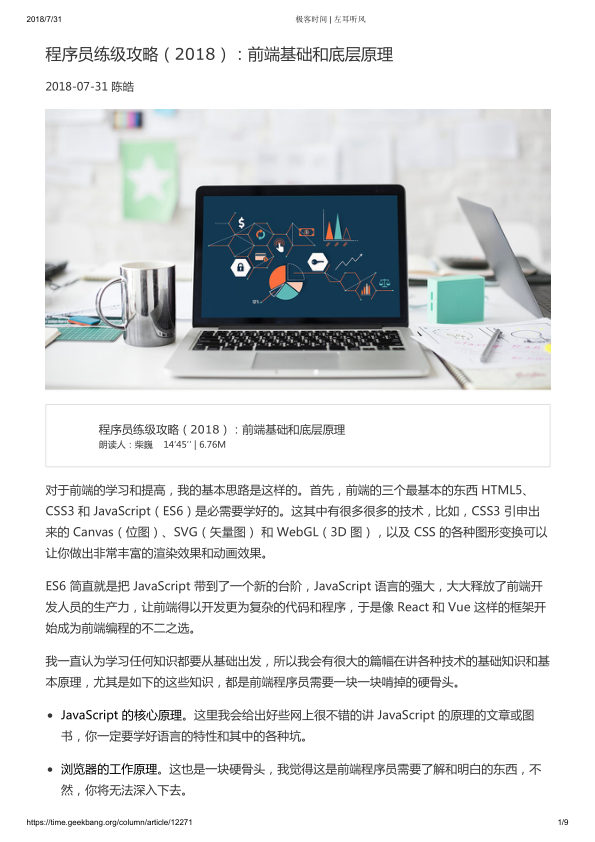 2018/7/31
极客时间 | 左耳听风
程序员练级攻略（2018）：前端基础和底层原理
2018-07-31 陈皓
$
程序员练级攻略（2018）：前端基础和底层原理
朗读人：柴巍 14′45′′ | 6.76M
对于前端的学习和提高，我的基本思路是这样的。首先，前端的三个最基本的东西 HTML5、
CSS3 和 JavaScript（ES6）是必需要学好的。这其中有很多很多的技术，比如，CSS3 引申出
来的 Canvas（位图）、SVG（矢量图） 和 WebGL（3D 图），以及 CSS 的各种图形变换可以
让你做出非常丰富的渲染效果和动画效果。
ES6 简直就是把 JavaScript 带到了一个新的台阶，JavaScript 语言的强大，大大释放了前端开
发人员的生产力，让前端得以开发更为复杂的代码和程序，于是像 React 和 Vue 这样的框架开
始成为前端编程的不二之选。
我一直认为学习任何知识都要从基础出发，所以我会有很大的篇幅在讲各种技术的基础知识和基
本原理，尤其是如下的这些知识，都是前端程序员需要一块一块啃掉的硬骨头。
• JavaScript 的核心原理。这里我会给出好些网上很不错的讲 JavaScript 的原理的文章或图
书，你一定要学好语言的特性和其中的各种坑。
• 浏览器的工作原理。这也是一块硬骨头，我觉得这是前端程序员需要了解和明白的东西，不
然，你将无法深入下去。
https://time.geekbang.org/column/article/12271
1/9